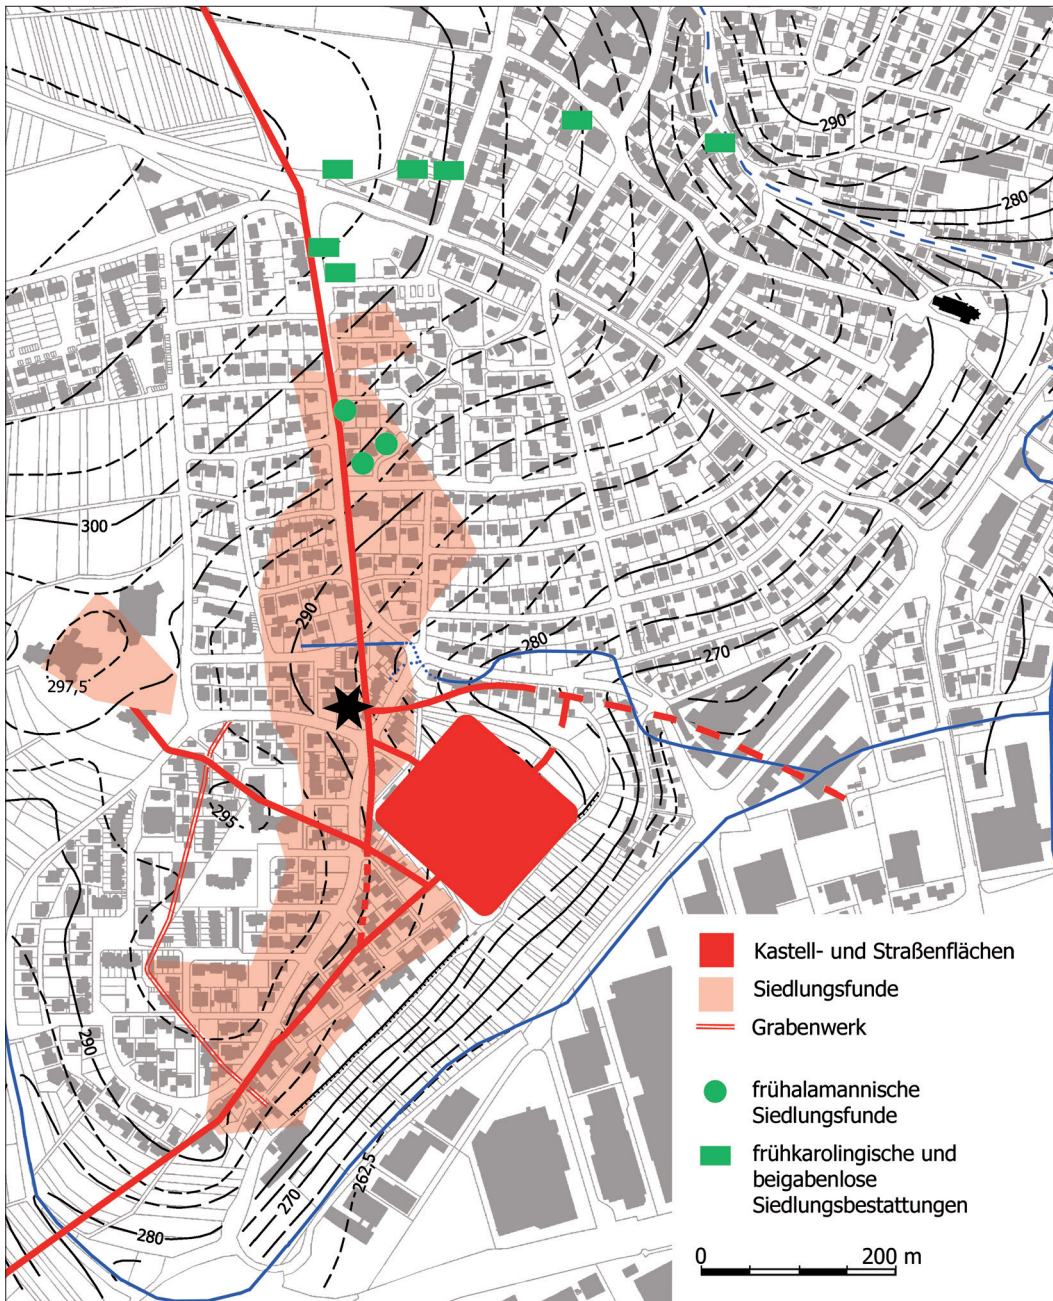 290
280
300
290
280
297,5
270
295
290
262,5
270
280
Kastell- und Straßenflächen
Siedlungsfunde
Grabenwerk
frühalamannische
Siedlungsfunde
frühkarolingische und
beigabenlose
Siedlungsbestattungen
0 200 m